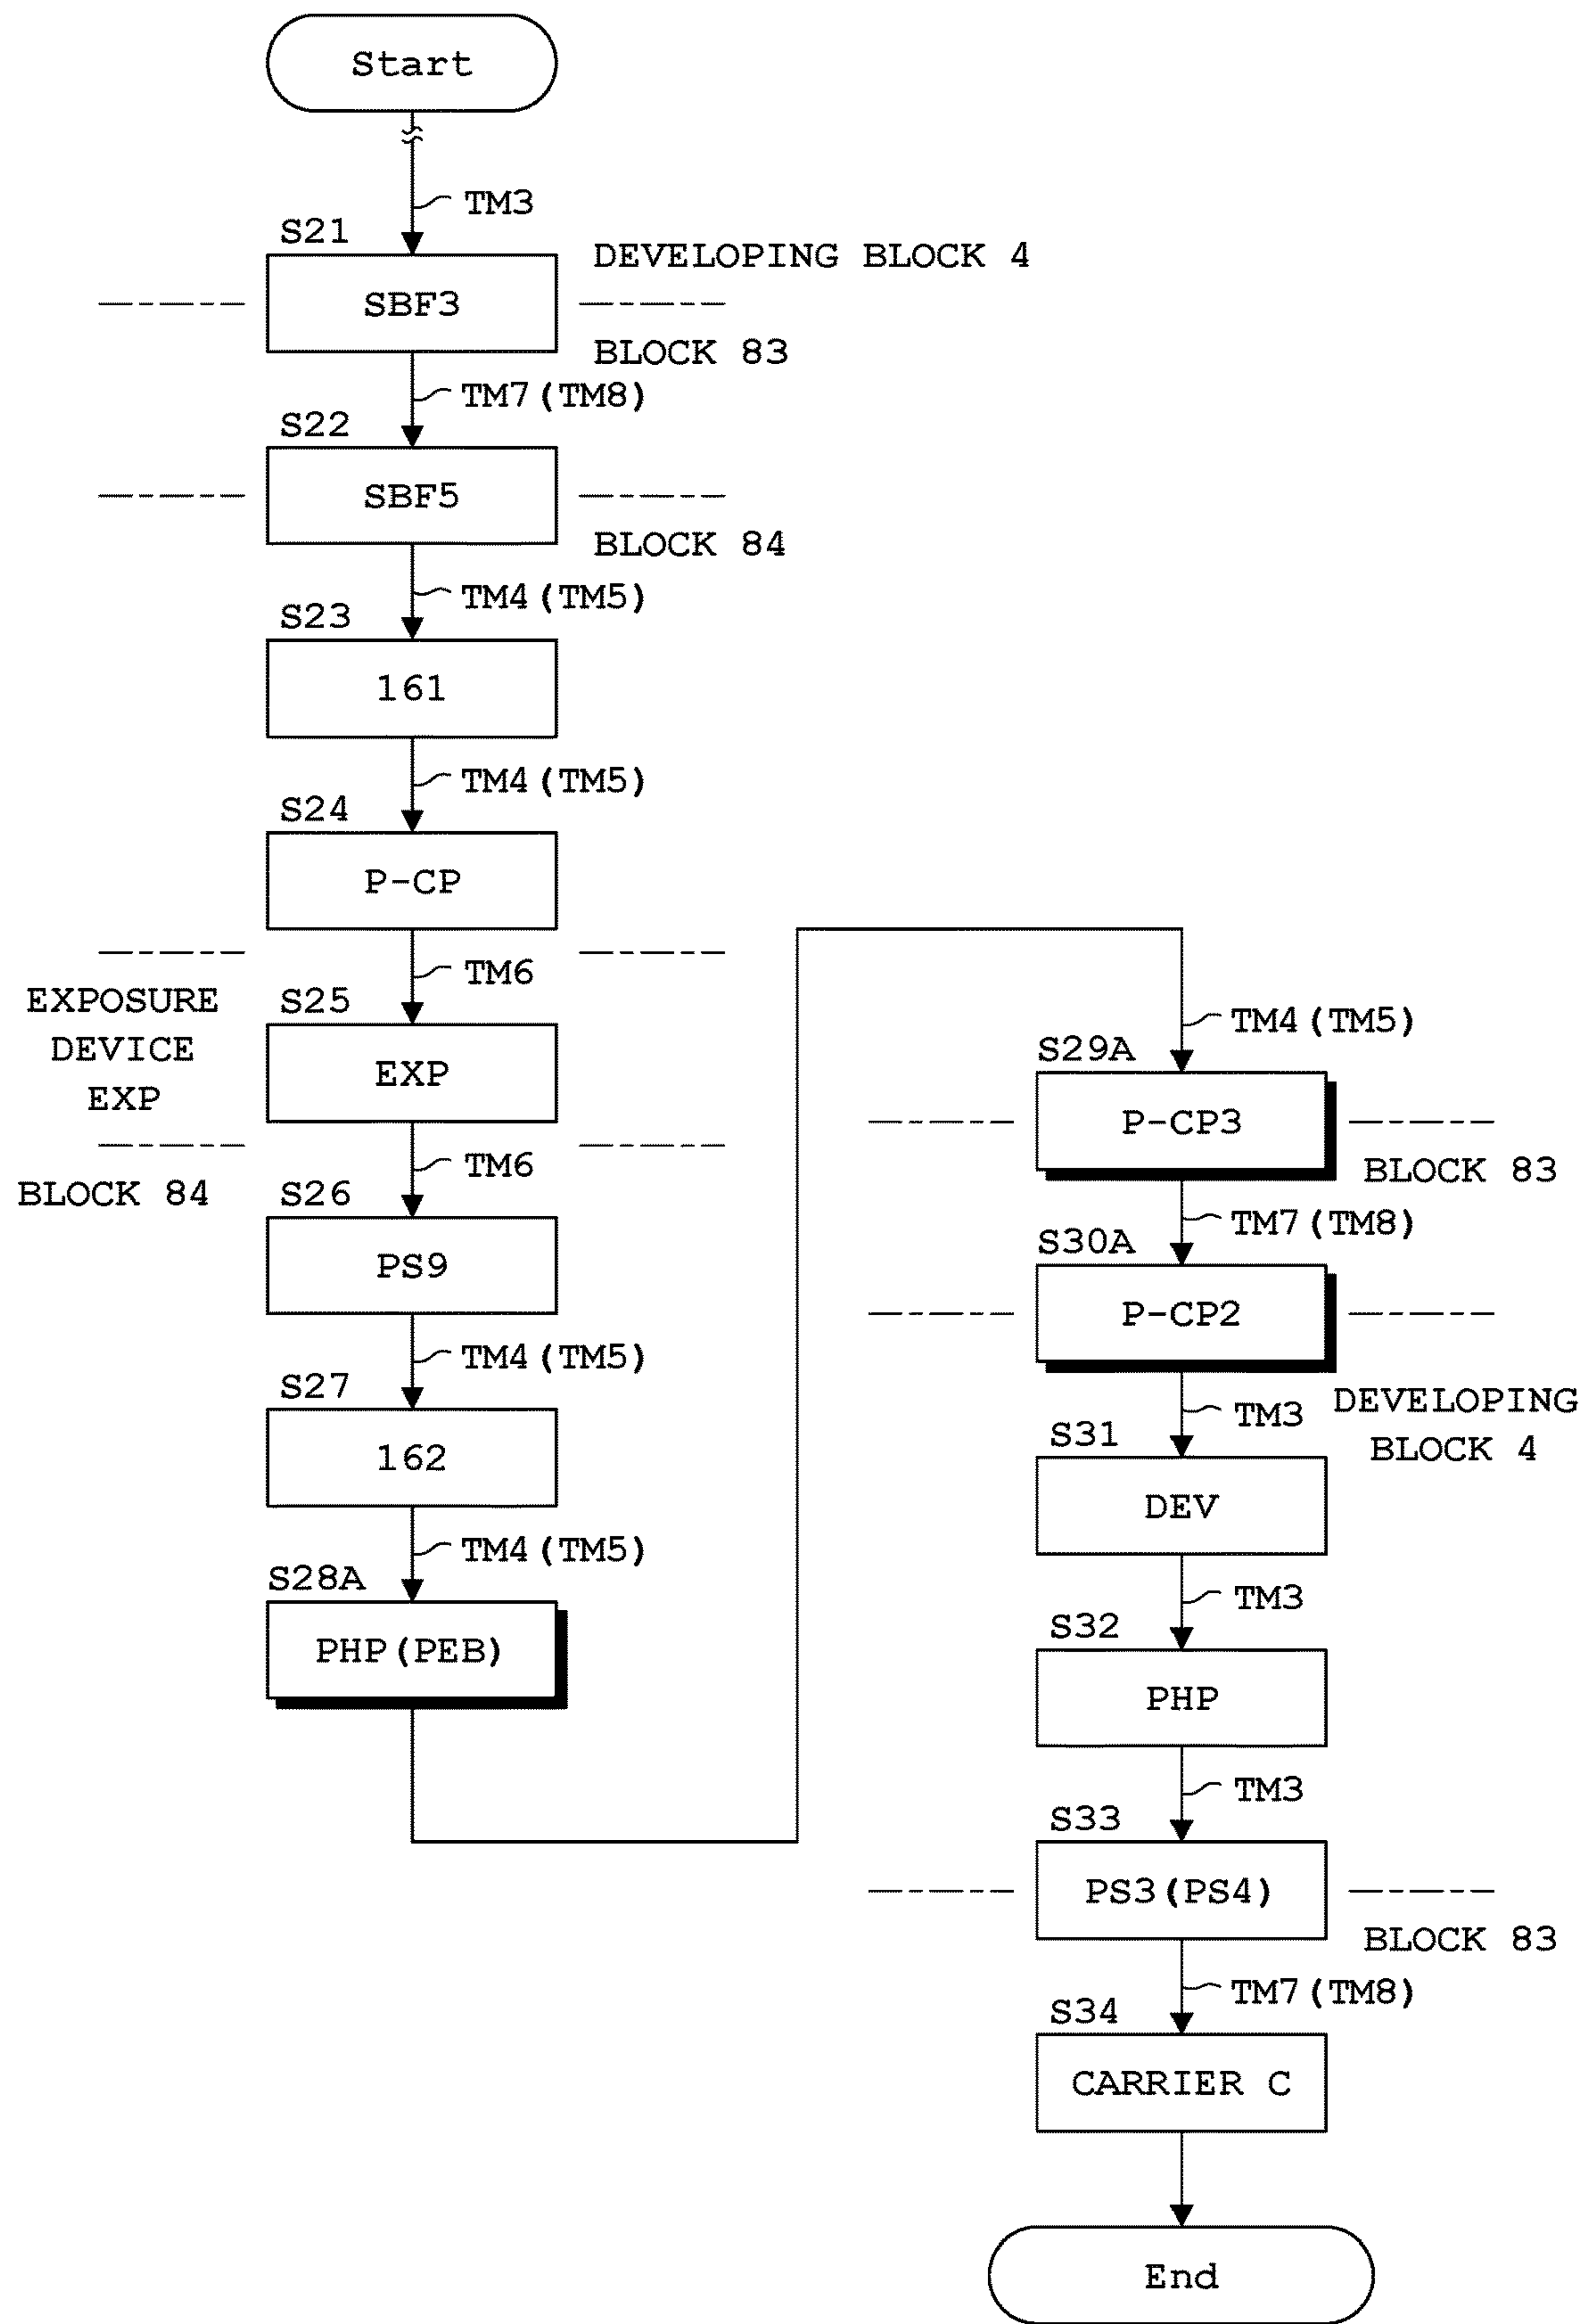 Start
TM3
S21
DEVELOPING BLOCK 4
SBF3
BLOCK 83
TM7(TM8)
S22
SBF5
BLOCK 84
TM4(TM5)
S23
161
TM4(TM5)
S24
P-CP
TM6
EXPOSURE
DEVICE
EXP
S25
EXP
TM6
BLOCK 84
S26
PS9
TM4(TM5)
S27
162
TM4(TM5)
S28A
PHP(PEB)
TM4(TM5)
S29A
P-CP3
BLOCK 83
TM7(TM8)
S30A
P-CP2
DEVELOPING
BLOCK 4
TM3
S31
DEV
TM3
S32
PHP
TM3
S33
PS3(PS4)
BLOCK 83
TM7(TM8)
S34
CARRIER C
End